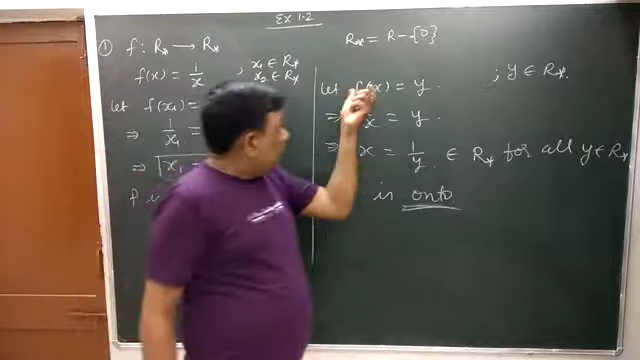 Ex 1.2
① f: R* → R*
R* = R - {0}
f(x) = 1/x ; x₁ ∈ R*
x₂ ∈ R*
let f(x₁) =
⇒ 1/x₁ =
⇒ x₁ =
f i
let f(x) = y ; y ∈ R*.
⇒ x = y.
⇒ x = 1/y ∈ R* for all y ∈ R*
is onto